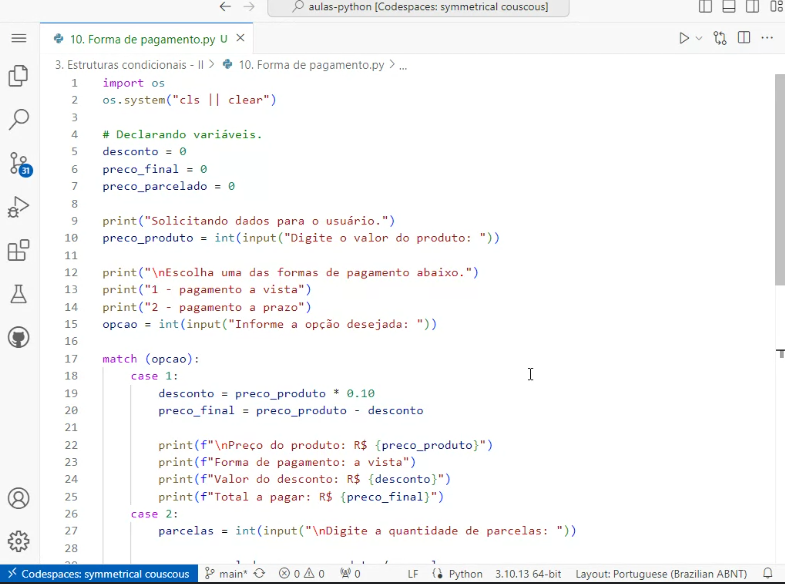 aulas-python [Codespaces: symmetrical couscous]
10. Forma de pagamento.py U
3. Estruturas condicionais - II > 10. Forma de pagamento.py > ...
1 import os
2 os.system("cls || clear")
3
4 # Declarando variáveis.
5 desconto = 0
6 preco_final = 0
7 preco_parcelado = 0
8
9 print("Solicitando dados para o usuário.")
10 preco_produto = int(input("Digite o valor do produto: "))
11
12 print("\nEscolha uma das formas de pagamento abaixo.")
13 print("1 - pagamento a vista")
14 print("2 - pagamento a prazo")
15 opcao = int(input("Informe a opção desejada: "))
16
17 match (opcao):
18 case 1:
19 desconto = preco_produto * 0.10
20 preco_final = preco_produto - desconto
21
22 print(f"\nPreço do produto: R$ {preco_produto}")
23 print(f"Forma de pagamento: a vista")
24 print(f"Valor do desconto: R$ {desconto}")
25 print(f"Total a pagar: R$ {preco_final}")
26 case 2:
27 parcelas = int(input("\nDigite a quantidade de parcelas: "))
28
31
Codespaces: symmetrical couscous main* 0 0 0 LF Python 3.10.13 64-bit Layout: Portuguese (Brazilian ABNT)